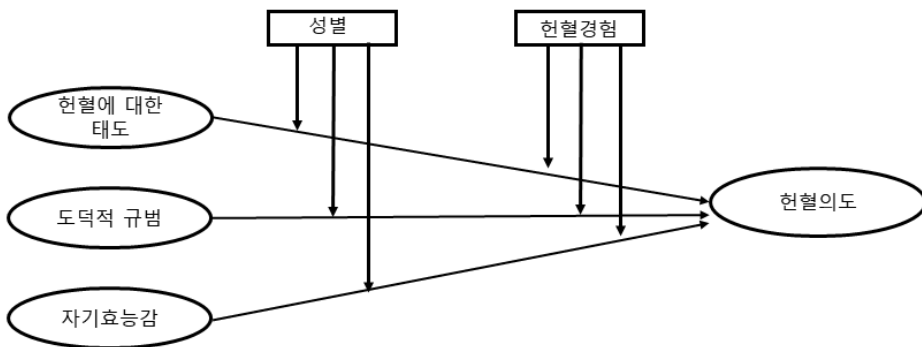 성별
헌혈경험
헌혈에 대한
태도
도덕적 규범
헌혈의도
자기효능감